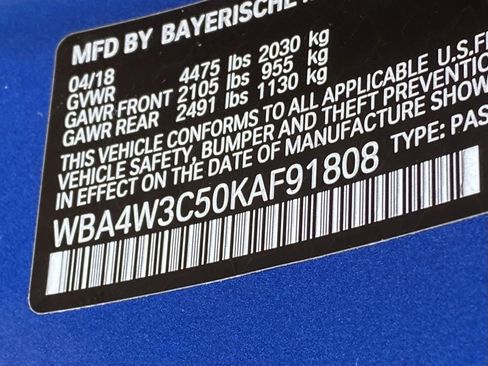 MFD BY BAYERISCHE
04/18
GVWR 4475 lbs 2030 kg
GAWR FRONT 2105 lbs 955 kg
GAWR REAR 2491 lbs 1130 kg
THIS VEHICLE CONFORMS TO ALL APPLICABLE U.S.FE
VEHICLE SAFETY, BUMPER AND THEFT PREVENTIO
IN EFFECT ON THE DATE OF MANUFACTURE SHOW
WBA4W3C50KAF91808 TYPE: PAS